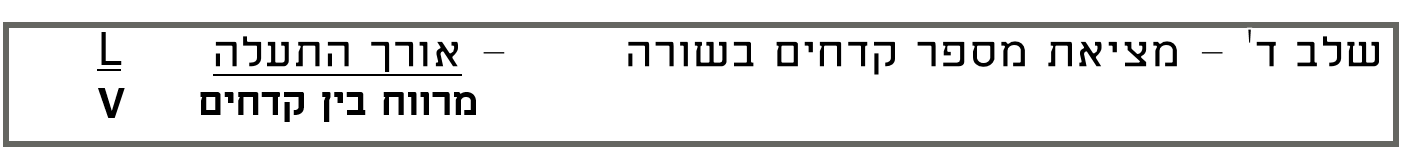 שלב ד' – מציאת מספר קדחים בשורה – אורך התעלה L
מרווח בין קדחים V